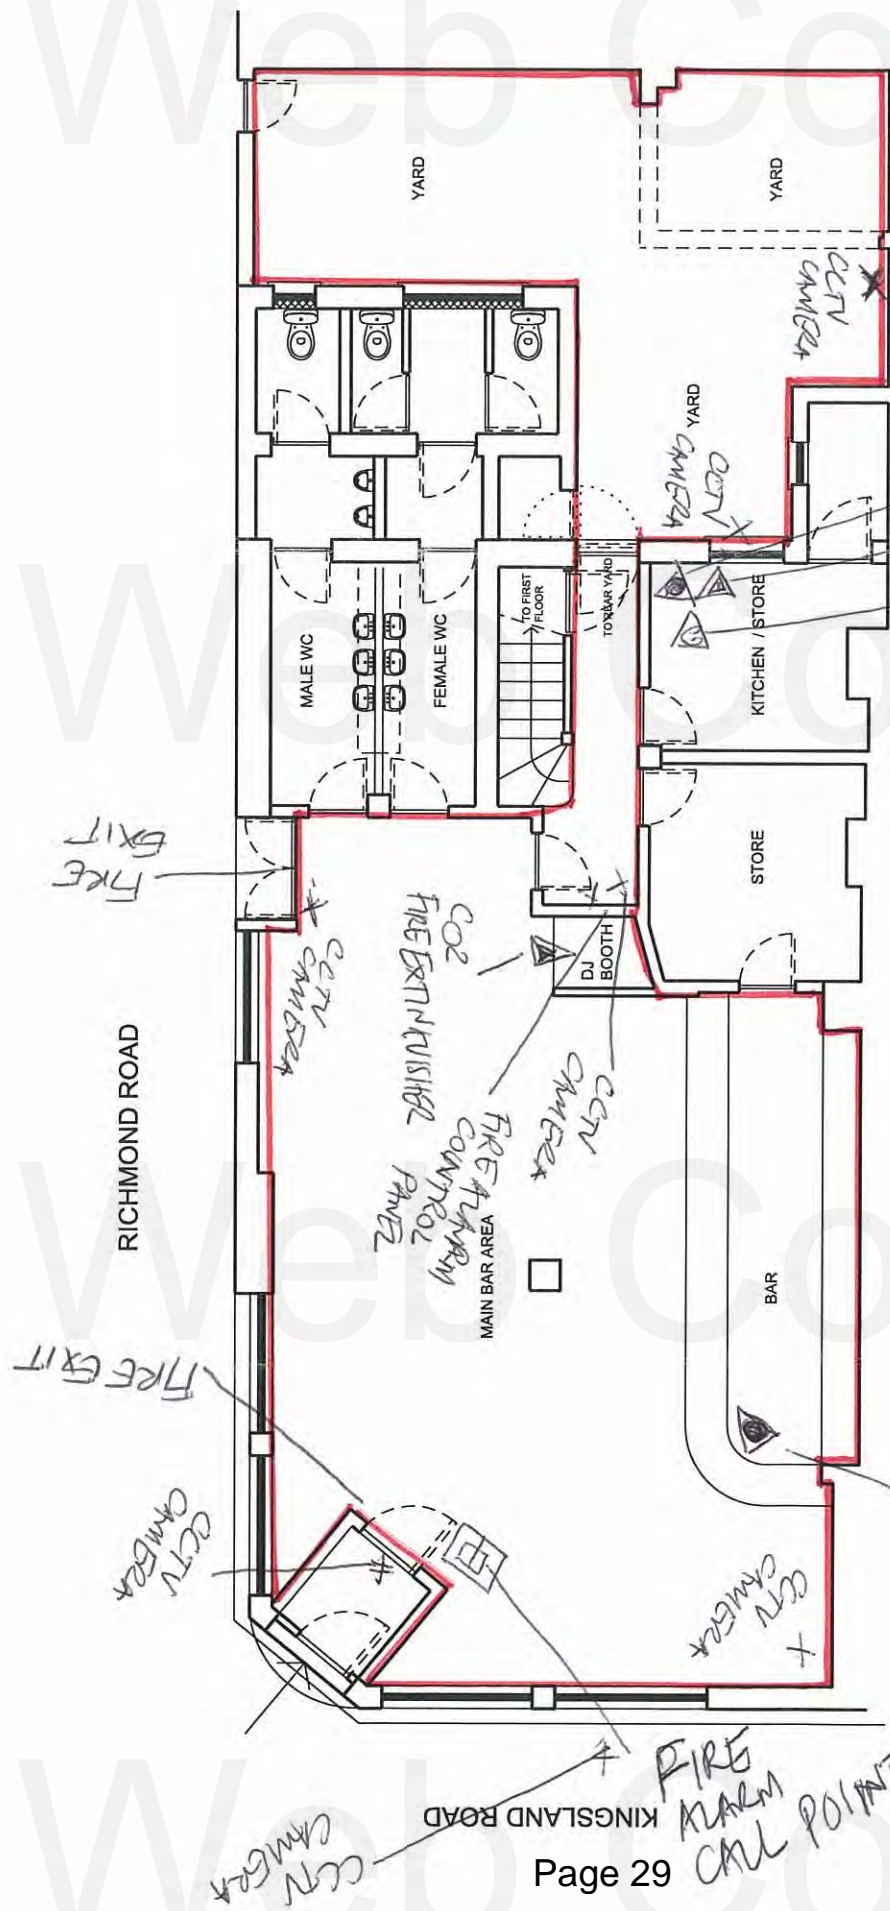 Web Co
YARD
YARD
CCTV
CAMERA
YARD
CCTV
CAMERA
Web Co
MALE WC
FEMALE WC
TO FIRST
FLOOR
TO REAR YARD
KITCHEN / STORE
FIRE
EXIT
STORE
CCTV
CAMERA
CO2
FIRE EXTINGUISHER
DJ
BOOTH
RICHMOND ROAD
CCTV
CAMERA
FIRE ALARM
CONTROL
PANEL
Web Co
MAIN BAR AREA
BAR
FIRE EXIT
CCTV
CAMERA
CCTV
CAMERA
Web Co
KINGSLAND ROAD
CCTV
CAMERA
FIRE
ALARM
CALL POINT
Page 29